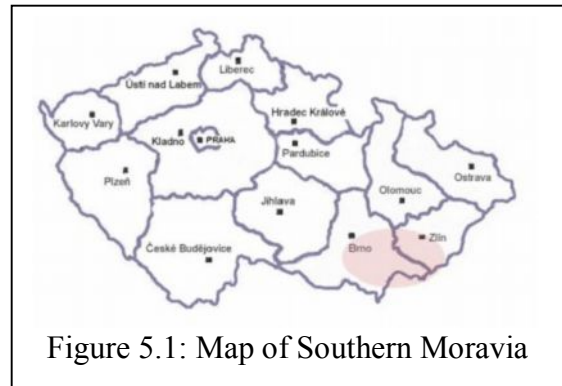 Liberec
Ústí nad Labem
Hradec Králové
Karlovy Vary
Kladno
PRAHA
Pardubice
Plzeň
Ostrava
Olomouc
Jihlava
Zlín
Brno
České Budějovice
Figure 5.1: Map of Southern Moravia